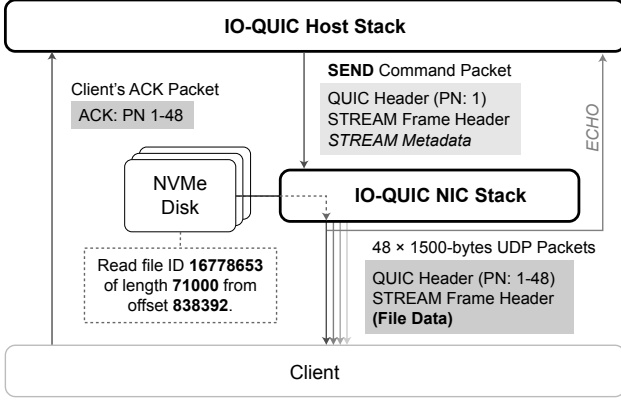 IO-QUIC Host Stack
Client's ACK Packet
ACK: PN 1-48
SEND Command Packet
QUIC Header (PN: 1)
STREAM Frame Header
STREAM Metadata
ECHO
NVMe
Disk
IO-QUIC NIC Stack
Read file ID 16778653
of length 71000 from
offset 838392.
48 × 1500-bytes UDP Packets
QUIC Header (PN: 1-48)
STREAM Frame Header
(File Data)
Client